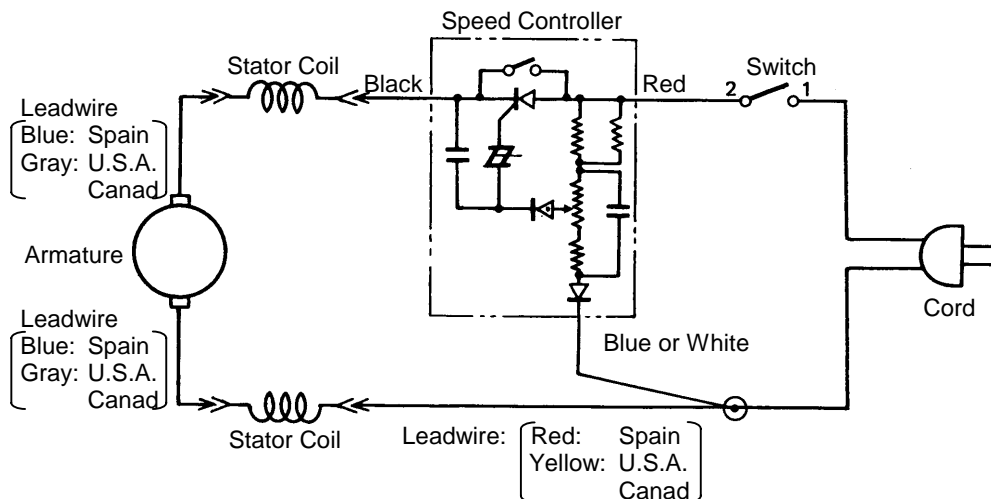 Speed Controller
Stator Coil
Black
Red
Switch
2
1
Leadwire
Blue: Spain
Gray: U.S.A.
Canad
Armature
Cord
Leadwire
Blue: Spain
Gray: U.S.A.
Canad
Blue or White
Stator Coil
Leadwire: Red: Spain
Yellow: U.S.A.
Canad